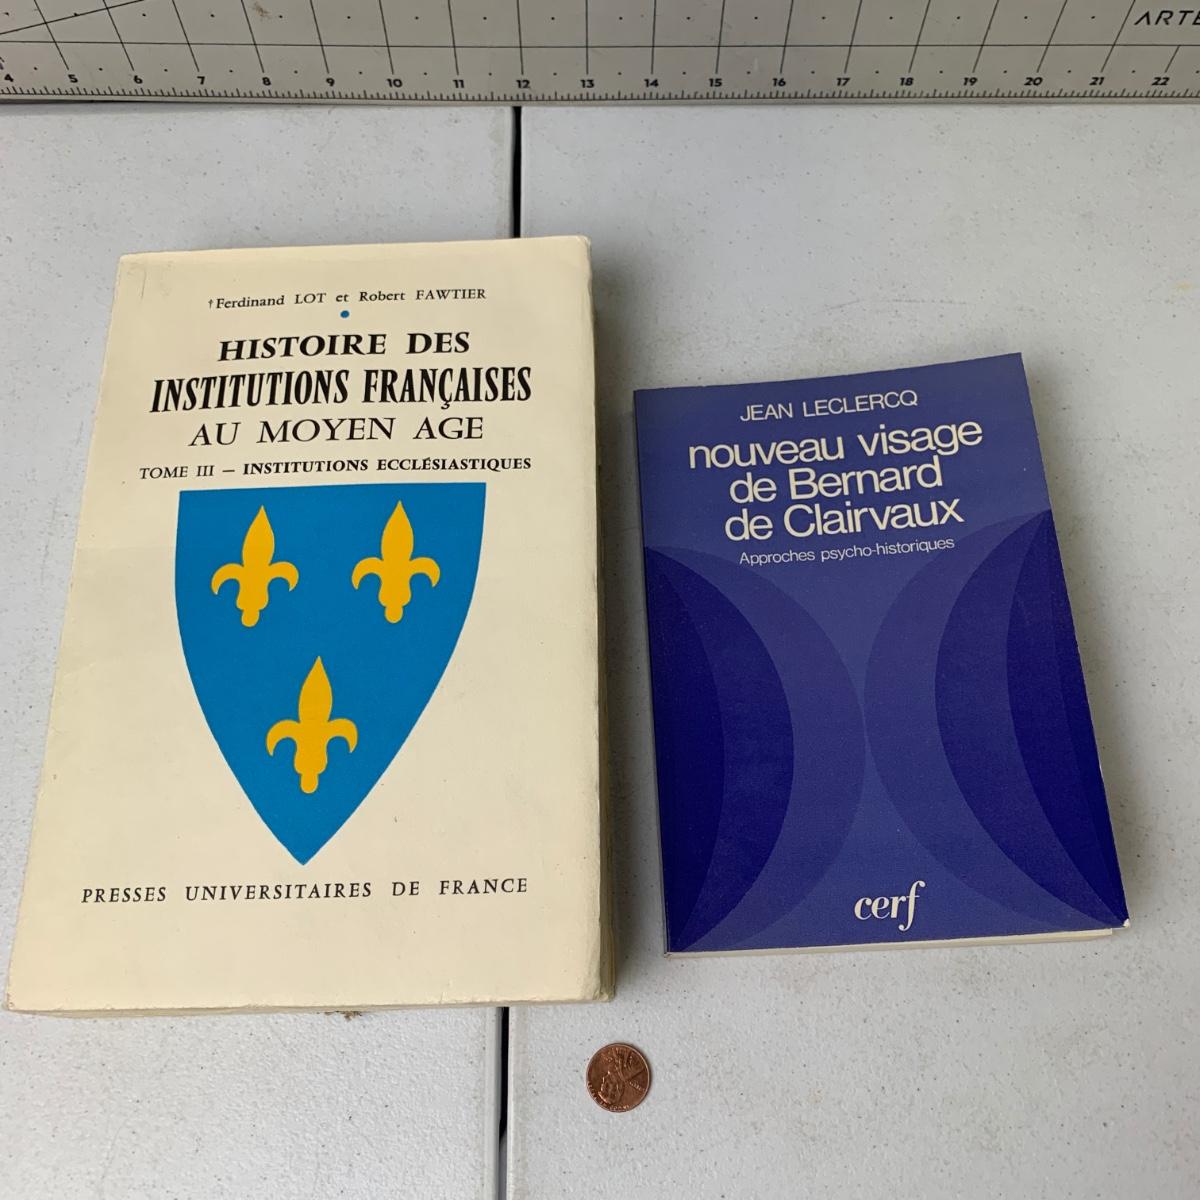 ARTE
4 5 6 7 8 9 10 11 12 13 14 15 16 17 18 19 20 21 22
†Ferdinand LOT et Robert FAWTIER
HISTOIRE DES
INSTITUTIONS FRANÇAISES
AU MOYEN AGE
TOME III — INSTITUTIONS ECCLÉSIASTIQUES
PRESSES UNIVERSITAIRES DE FRANCE
JEAN LECLERCQ
nouveau visage
de Bernard
de Clairvaux
Approches psycho-historiques
cerf